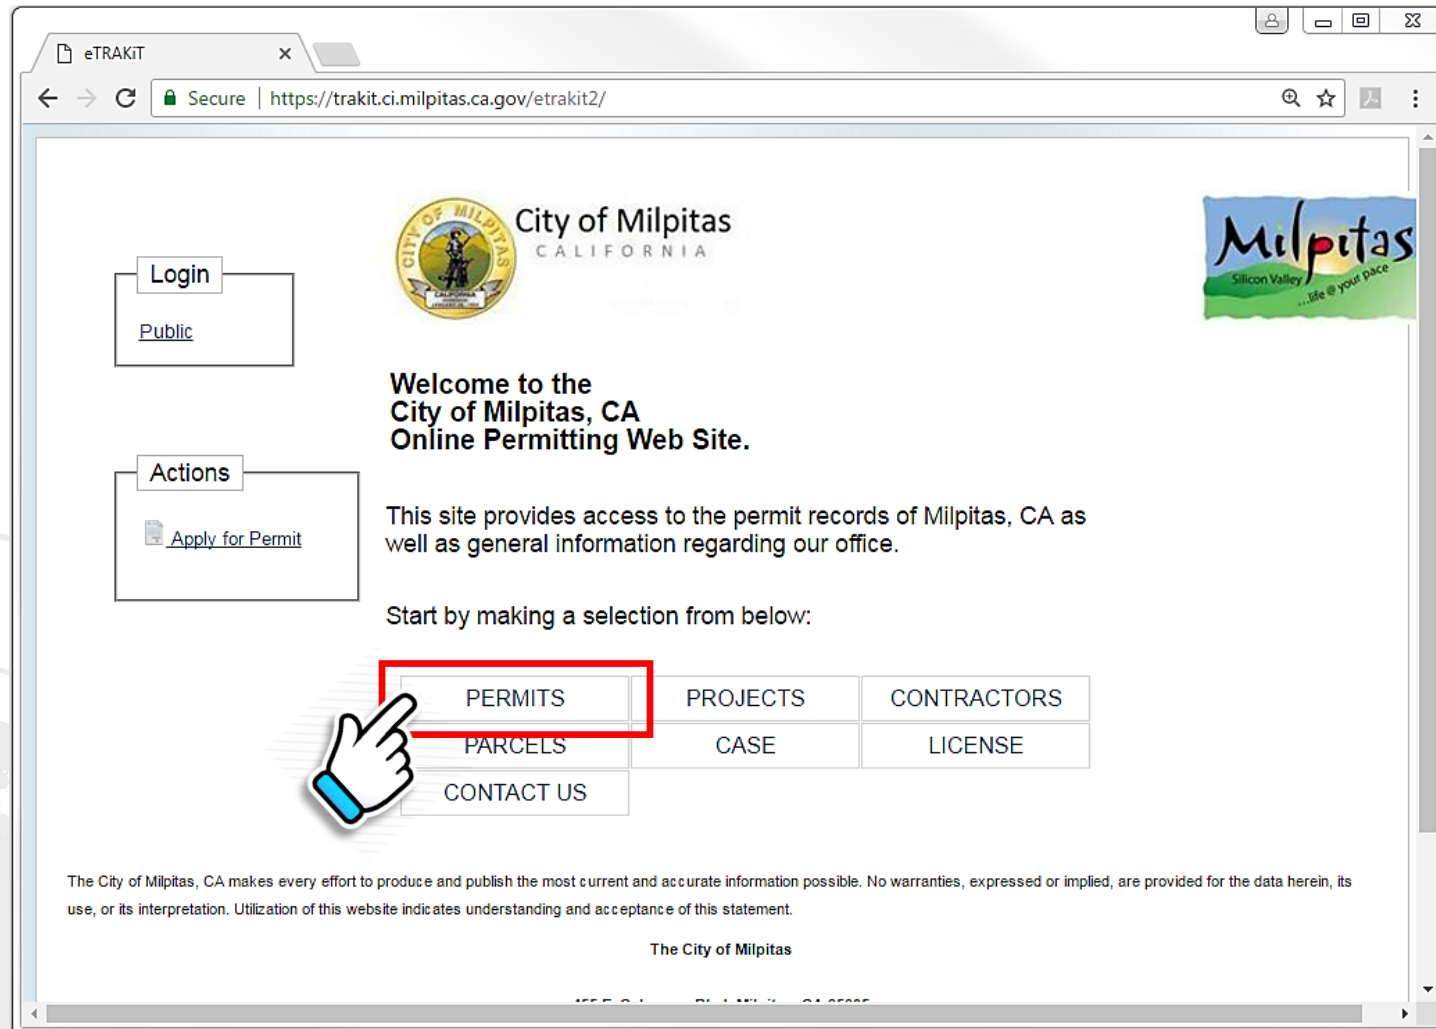 eTRAKiT
Secure | https://trakit.ci.milpitas.ca.gov/etrakit2/
CITY OF MILPITAS
CALIFORNIA
City of Milpitas
CALIFORNIA
Milpitas
Silicon Valley
...life @ your pace
Login
Public
Welcome to the
City of Milpitas, CA
Online Permitting Web Site.
Actions
Apply for Permit
This site provides access to the permit records of Milpitas, CA as
well as general information regarding our office.
Start by making a selection from below:
PERMITS PROJECTS CONTRACTORS
PARCELS CASE LICENSE
CONTACT US
The City of Milpitas, CA makes every effort to produce and publish the most current and accurate information possible. No warranties, expressed or implied, are provided for the data herein, its
use, or its interpretation. Utilization of this website indicates understanding and acceptance of this statement.
The City of Milpitas